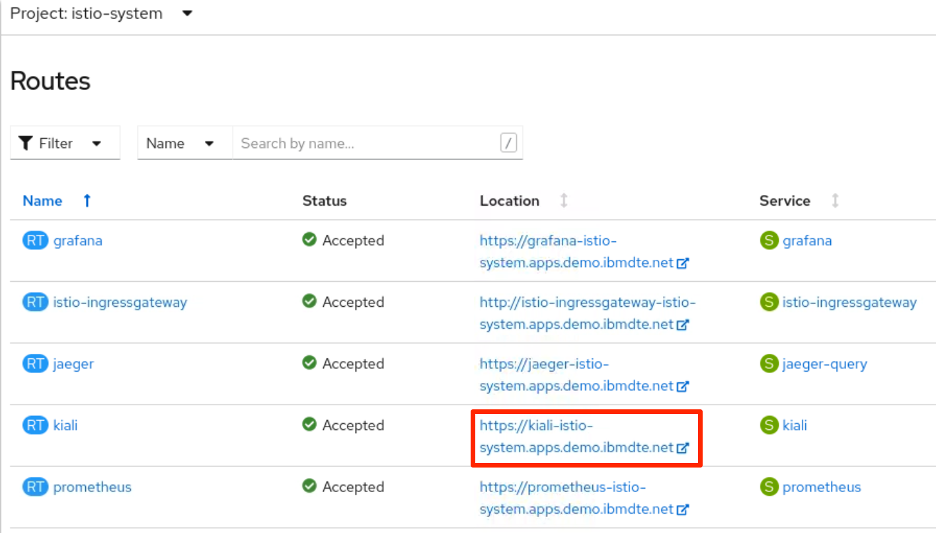 Project: istio-system
Routes
Filter Name Search by name... /
Name Status Location Service
RT grafana Accepted https://grafana-istio- S grafana
system.apps.demo.ibmdte.net
RT istio-ingressgateway Accepted http://istio-ingressgateway-istio- S istio-ingressgateway
system.apps.demo.ibmdte.net
RT jaeger Accepted https://jaeger-istio- S jaeger-query
system.apps.demo.ibmdte.net
RT kiali Accepted https://kiali-istio- S kiali
system.apps.demo.ibmdte.net
RT prometheus Accepted https://prometheus-istio- S prometheus
system.apps.demo.ibmdte.net